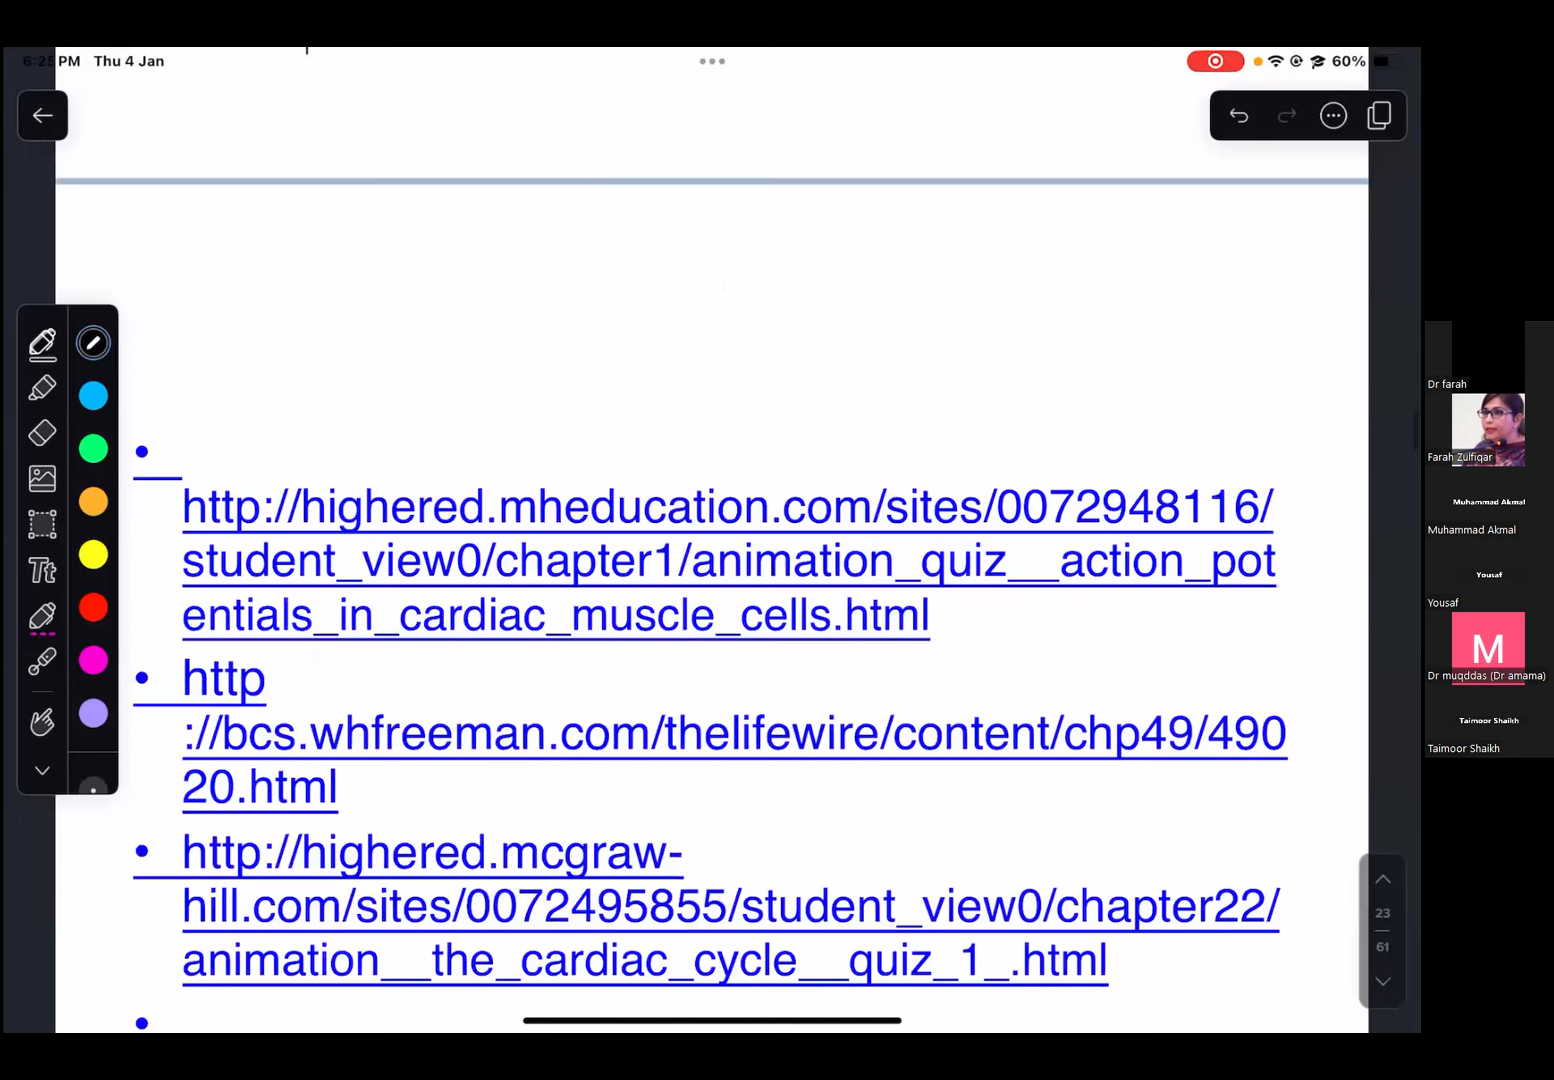 6:25 PM Thu 4 Jan
60%
•
http://highered.mheducation.com/sites/0072948116/
student_view0/chapter1/animation_quiz__action_pot
entials_in_cardiac_muscle_cells.html
• http
://bcs.whfreeman.com/thelifewire/content/chp49/490
20.html
• http://highered.mcgraw-
hill.com/sites/0072495855/student_view0/chapter22/
animation__the_cardiac_cycle__quiz_1_.html
•
Tt
23
61
Dr farah
Farah Zulfiqar
Muhammad Akmal
Muhammad Akmal
Yousaf
Yousaf
M
Dr muqddas (Dr amama)
Taimoor Shaikh
Taimoor Shaikh